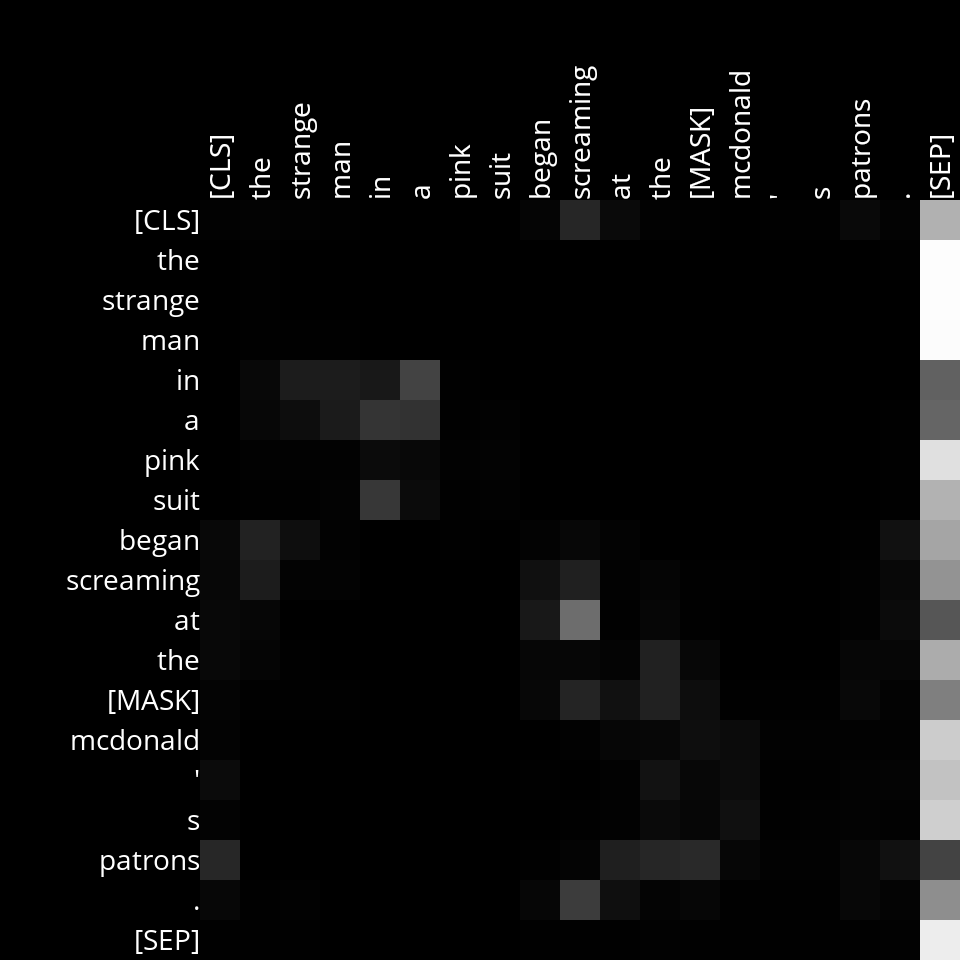 [CLS] the strange man in a pink suit began screaming at the [MASK] mcdonald ' s patrons . [SEP]
[CLS]
the
strange
man
in
a
pink
suit
began
screaming
at
the
[MASK]
mcdonald
'
s
patrons
.
[SEP]